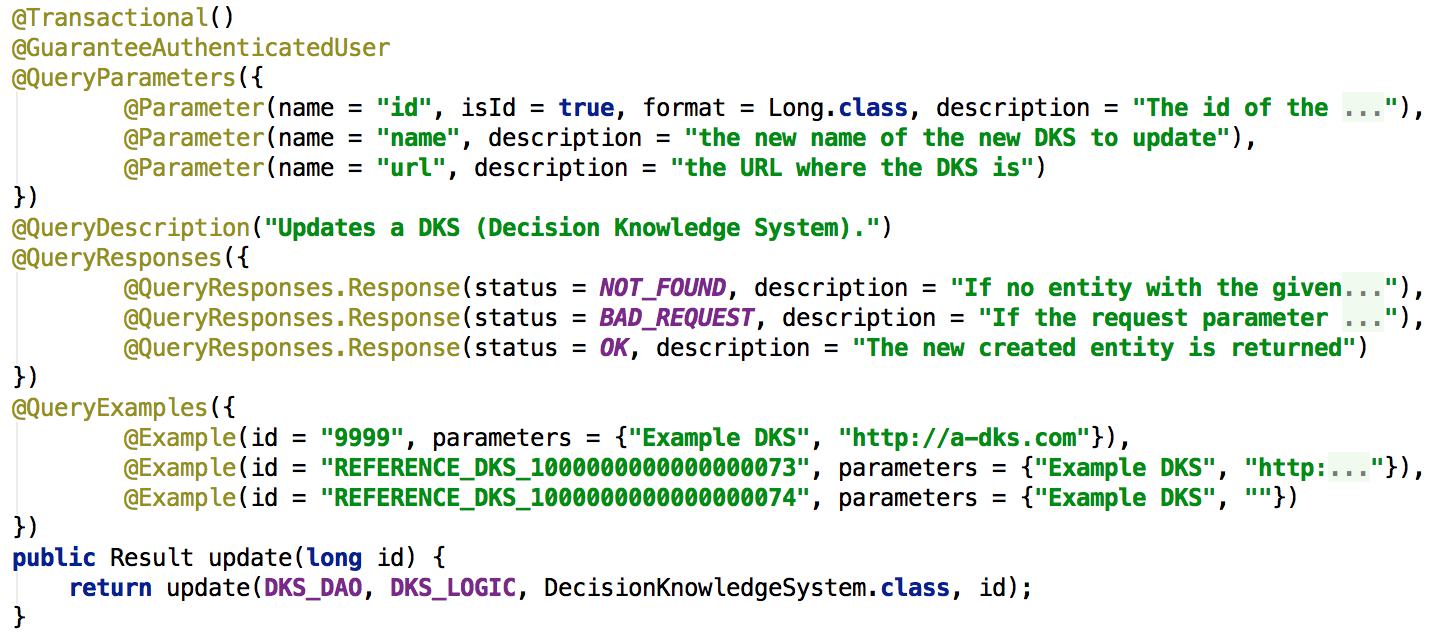 @Transactional()
@GuaranteeAuthenticatedUser
@QueryParameters({
        @Parameter(name = "id", isId = true, format = Long.class, description = "The id of the ..."),
        @Parameter(name = "name", description = "the new name of the new DKS to update"),
        @Parameter(name = "url", description = "the URL where the DKS is")
})
@QueryDescription("Updates a DKS (Decision Knowledge System).")
@QueryResponses({
        @QueryResponses.Response(status = NOT_FOUND, description = "If no entity with the given..."),
        @QueryResponses.Response(status = BAD_REQUEST, description = "If the request parameter ..."),
        @QueryResponses.Response(status = OK, description = "The new created entity is returned")
})
@QueryExamples({
        @Example(id = "9999", parameters = {"Example DKS", "http://a-dks.com"}),
        @Example(id = "REFERENCE_DKS_1000000000000000073", parameters = {"Example DKS", "http:..."}),
        @Example(id = "REFERENCE_DKS_1000000000000000074", parameters = {"Example DKS", ""})
})
public Result update(long id) {
    return update(DKS_DAO, DKS_LOGIC, DecisionKnowledgeSystem.class, id);
}